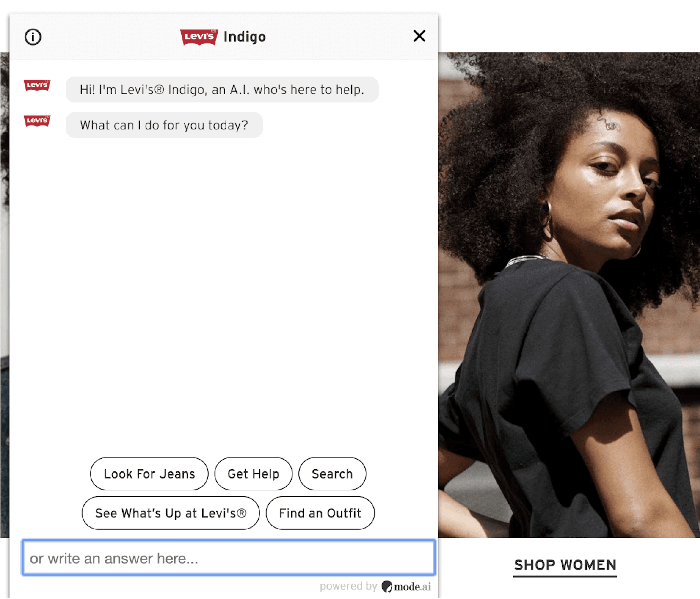 Levi's Indigo
Levi's
Hi! I'm Levi's® Indigo, an A.I. who's here to help.
Levi's
What can I do for you today?
Look For Jeans Get Help Search
See What's Up at Levi's® Find an Outfit
or write an answer here...
powered by mode.ai
SHOP WOMEN